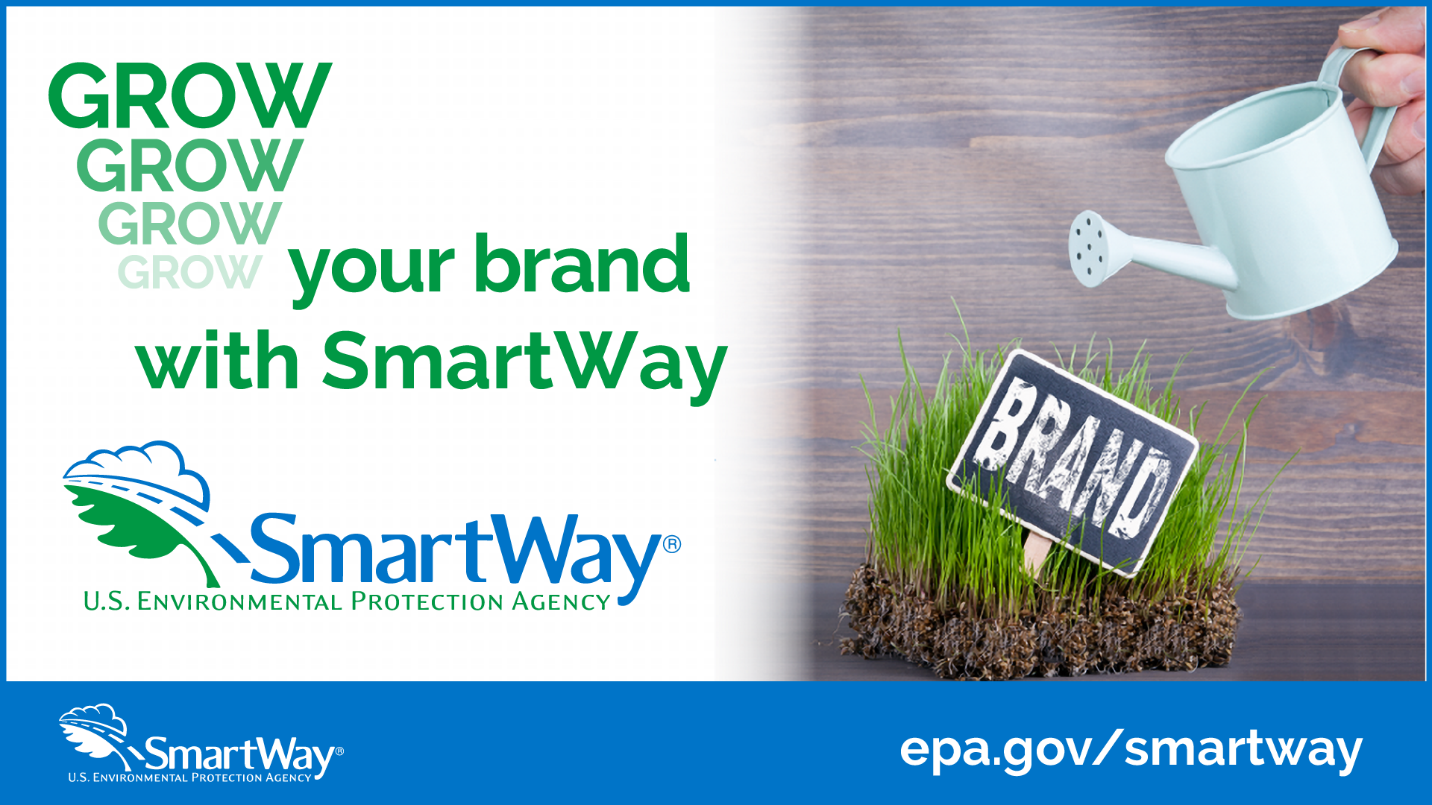 GROW
GROW
GROW
GROW your brand
with SmartWay
SmartWay®
U.S. Environmental Protection Agency
BRAND
SmartWay®
U.S. Environmental Protection Agency
epa.gov/smartway